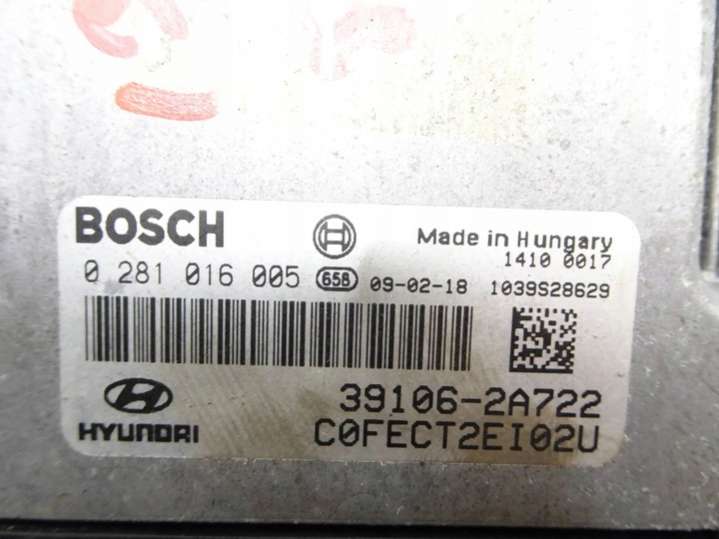 BOSCH
Made in Hungary
1410 0017
0 281 016 005 658 09-02-18 1039S28629
39106-2A722
HYUNDAI C0FECT2EI02U